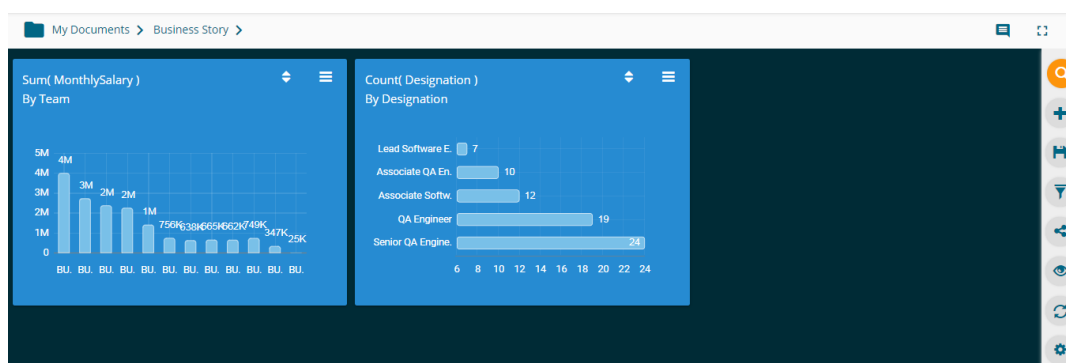 My Documents > Business Story >
Sum( MonthlySalary )
By Team
5M
4M
3M
2M
1M
0
4M
3M
2M
2M
1M
756K
638K
665K
662K
749K
347K
25K
BU. BU. BU. BU. BU. BU. BU. BU. BU. BU. BU. BU.
Count( Designation )
By Designation
Lead Software E. 7
Associate QA En. 10
Associate Softw. 12
QA Engineer 19
Senior QA Engine. 24
6 8 10 12 14 16 18 20 22 24